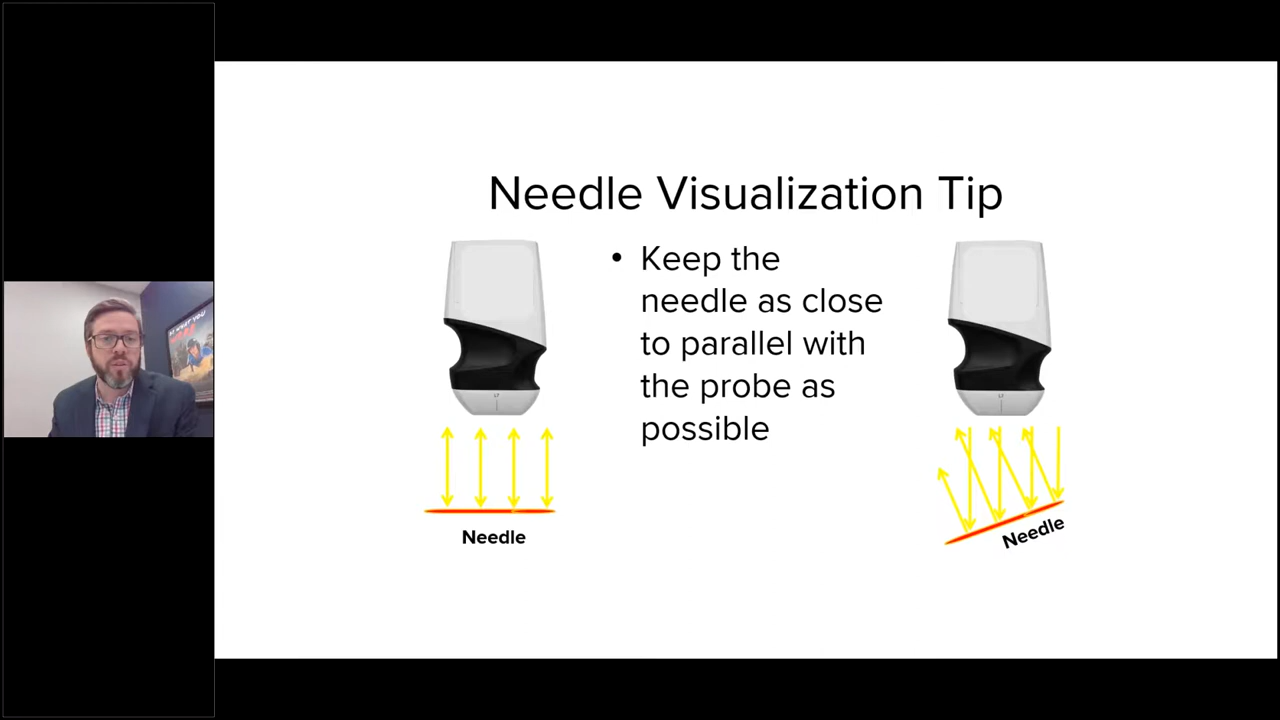 Needle Visualization Tip
• Keep the
needle as close
to parallel with
the probe as
possible
Needle
Needle